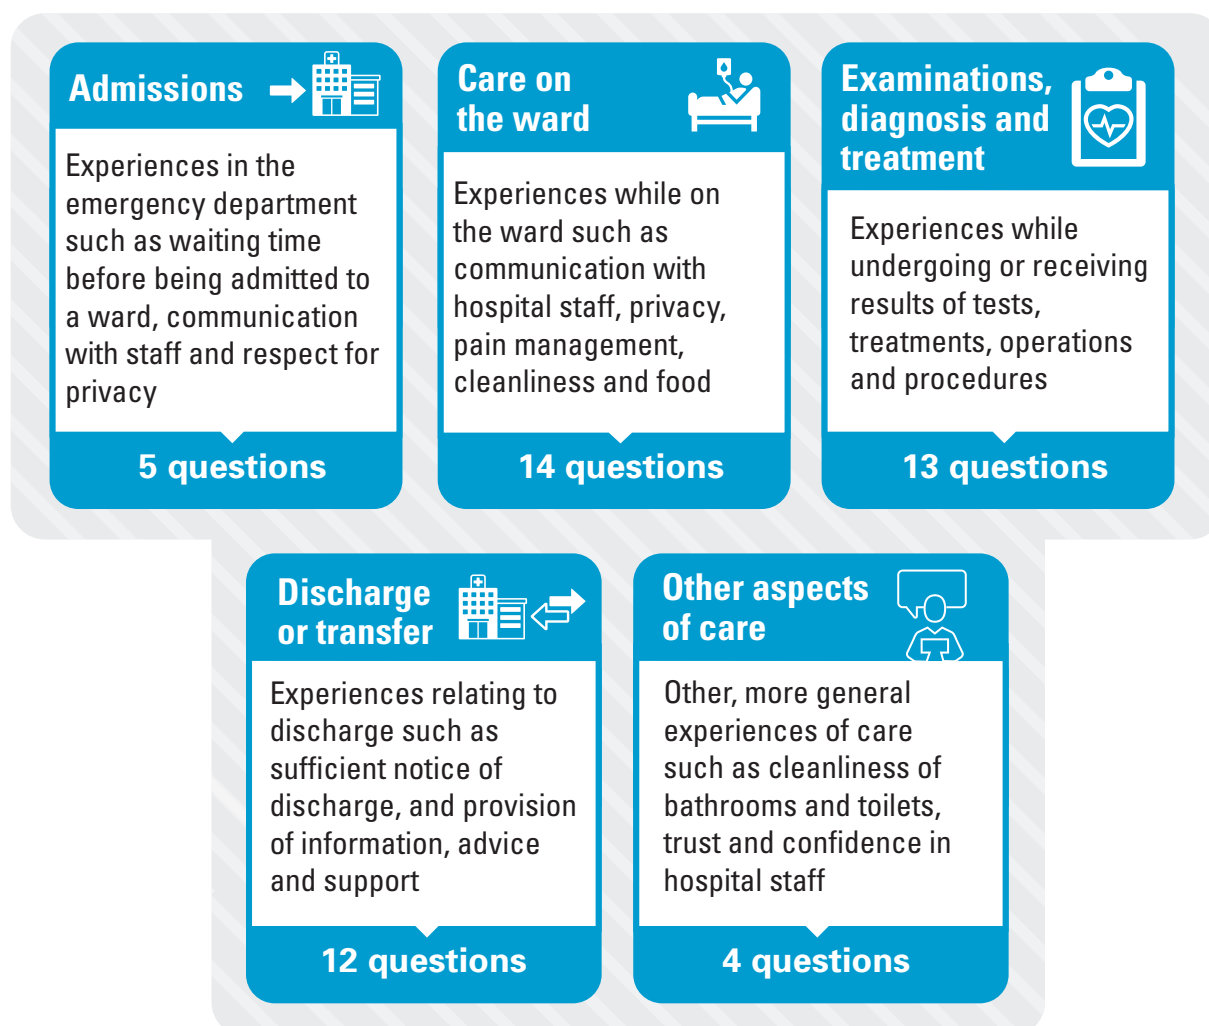 Admissions
Experiences in the
emergency department
such as waiting time
before being admitted to
a ward, communication
with staff and respect for
privacy
5 questions
Care on
the ward
Experiences while on
the ward such as
communication with
hospital staff, privacy,
pain management,
cleanliness and food
14 questions
Examinations,
diagnosis and
treatment
Experiences while
undergoing or receiving
results of tests,
treatments, operations
and procedures
13 questions
Discharge
or transfer
Experiences relating to
discharge such as
sufficient notice of
discharge, and provision
of information, advice
and support
12 questions
Other aspects
of care
Other, more general
experiences of care
such as cleanliness of
bathrooms and toilets,
trust and confidence in
hospital staff
4 questions